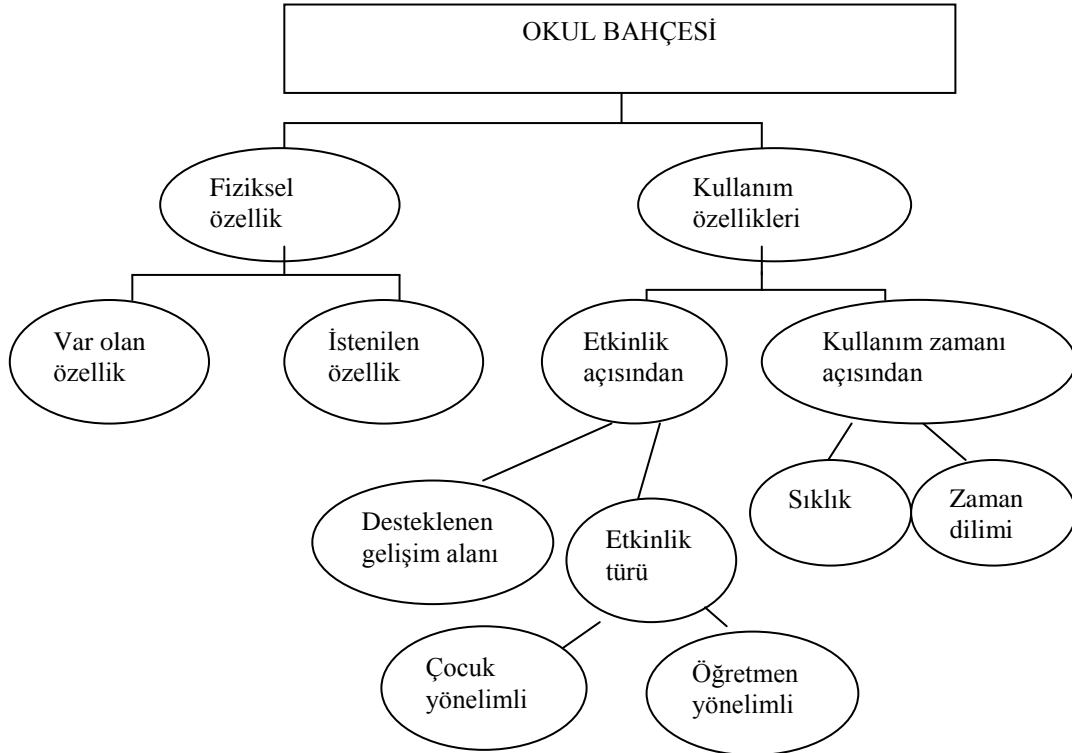 OKUL BAHÇESİ
Fiziksel
özellik
Kullanım
özellikleri
Var olan
özellik
İstenilen
özellik
Etkinlik
açısından
Kullanım zamanı
açısından
Desteklenen
gelişim alanı
Etkinlik
türü
Sıklık
Zaman
dilimi
Çocuk
yönelimli
Öğretmen
yönelimli